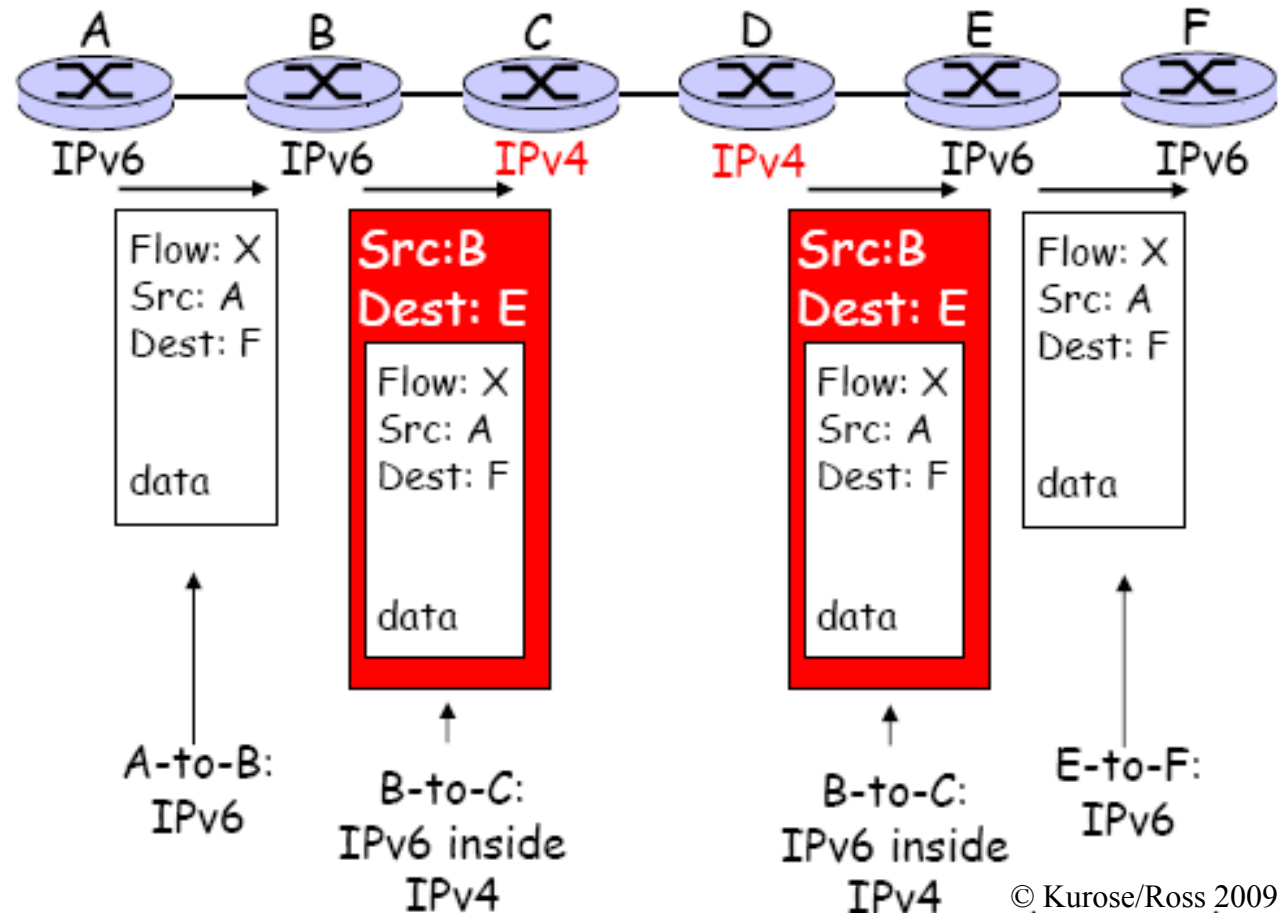 A B C D E F
IPv6 IPv6 IPv4 IPv4 IPv6 IPv6
Flow: X
Src: A
Dest: F
data
Src:B
Dest: E
Flow: X
Src: A
Dest: F
data
Src:B
Dest: E
Flow: X
Src: A
Dest: F
data
Flow: X
Src: A
Dest: F
data
A-to-B:
IPv6
B-to-C:
IPv6 inside
IPv4
B-to-C:
IPv6 inside
IPv4
E-to-F:
IPv6
© Kurose/Ross 2009